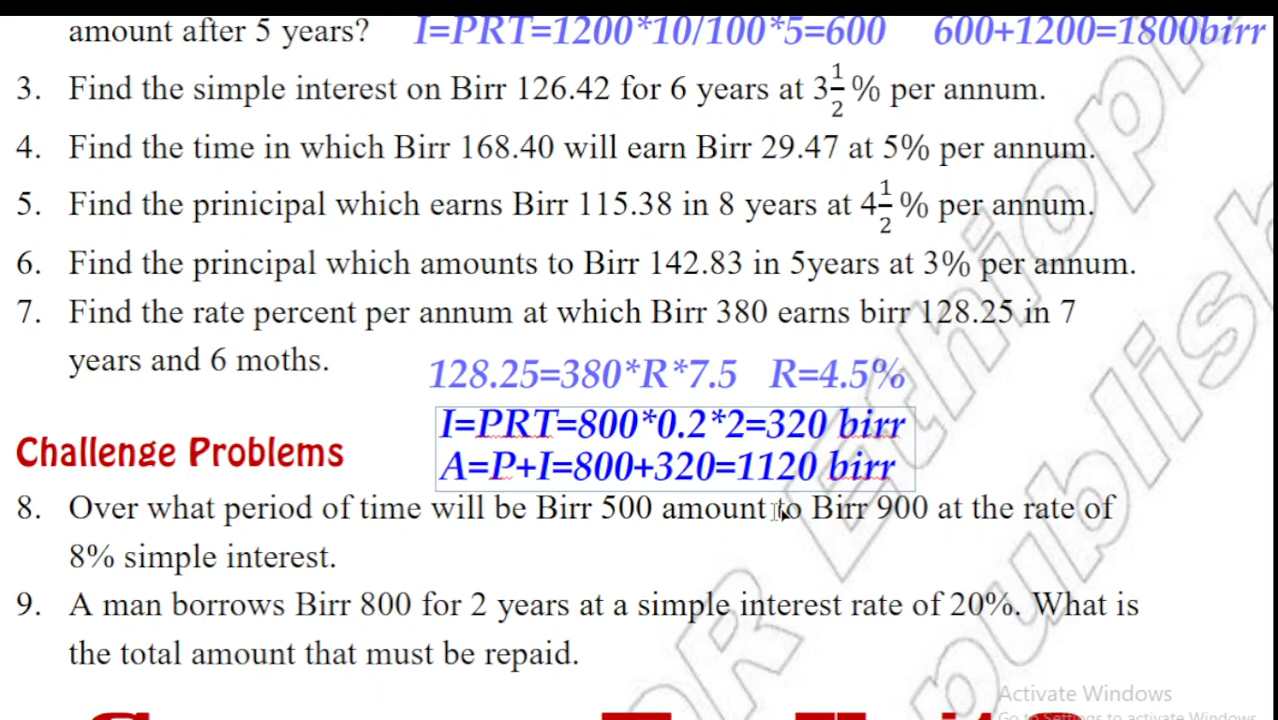 amount after 5 years? I=PRT=1200*10/100*5=600 600+1200=1800birr
3. Find the simple interest on Birr 126.42 for 6 years at 3½% per annum.
4. Find the time in which Birr 168.40 will earn Birr 29.47 at 5% per annum.
5. Find the prinicipal which earns Birr 115.38 in 8 years at 4½% per annum.
6. Find the principal which amounts to Birr 142.83 in 5years at 3% per annum.
7. Find the rate percent per annum at which Birr 380 earns birr 128.25 in 7
years and 6 moths. 128.25=380*R*7.5 R=4.5%
I=PRT=800*0.2*2=320 birr
Challenge Problems A=P+I=800+320=1120 birr
8. Over what period of time will be Birr 500 amount to Birr 900 at the rate of
8% simple interest.
9. A man borrows Birr 800 for 2 years at a simple interest rate of 20%. What is
the total amount that must be repaid.
Activate Windows
Go to Settings to activate Windows